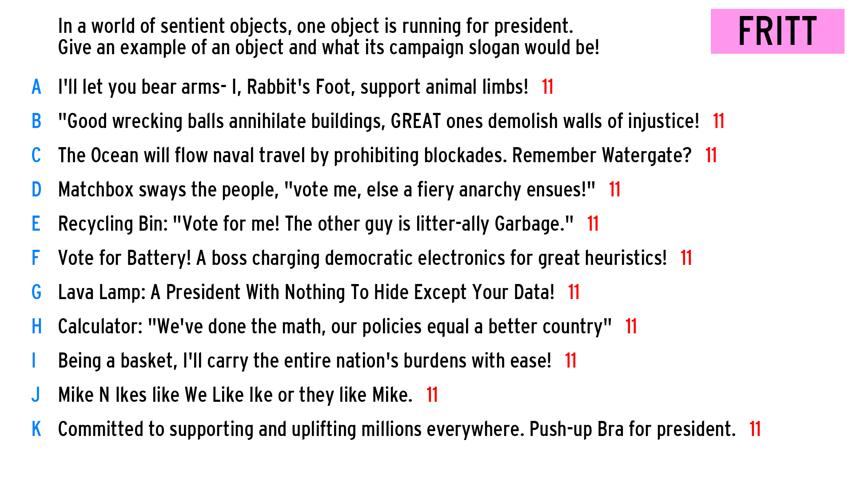 In a world of sentient objects, one object is running for president.
Give an example of an object and what its campaign slogan would be!
FRITT
A I'll let you bear arms- I, Rabbit's Foot, support animal limbs! 11
B "Good wrecking balls annihilate buildings, GREAT ones demolish walls of injustice! 11
C The Ocean will flow naval travel by prohibiting blockades. Remember Watergate? 11
D Matchbox sways the people, "vote me, else a fiery anarchy ensues!" 11
E Recycling Bin: "Vote for me! The other guy is litter-ally Garbage." 11
F Vote for Battery! A boss charging democratic electronics for great heuristics! 11
G Lava Lamp: A President With Nothing To Hide Except Your Data! 11
H Calculator: "We've done the math, our policies equal a better country" 11
I Being a basket, I'll carry the entire nation's burdens with ease! 11
J Mike N Ikes like We Like Ike or they like Mike. 11
K Committed to supporting and uplifting millions everywhere. Push-up Bra for president. 11